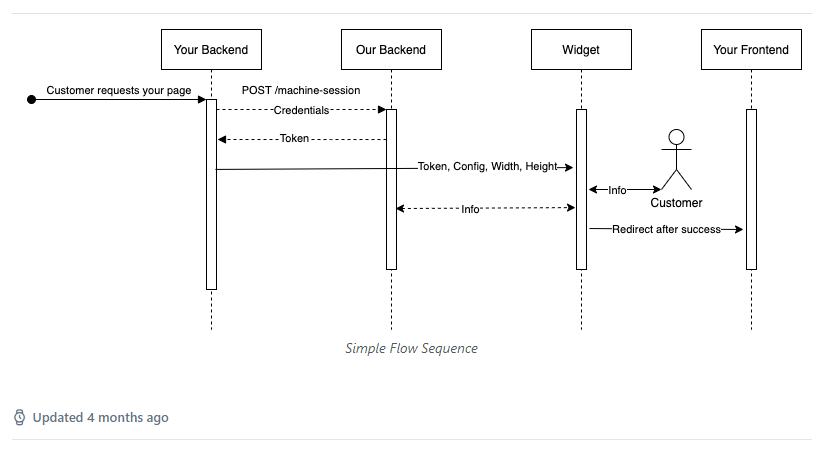 Your Backend
Our Backend
Widget
Your Frontend
Customer requests your page
POST /machine-session
Credentials
Token
Token, Config, Width, Height
Info
Customer
Info
Redirect after success
Simple Flow Sequence
Updated 4 months ago